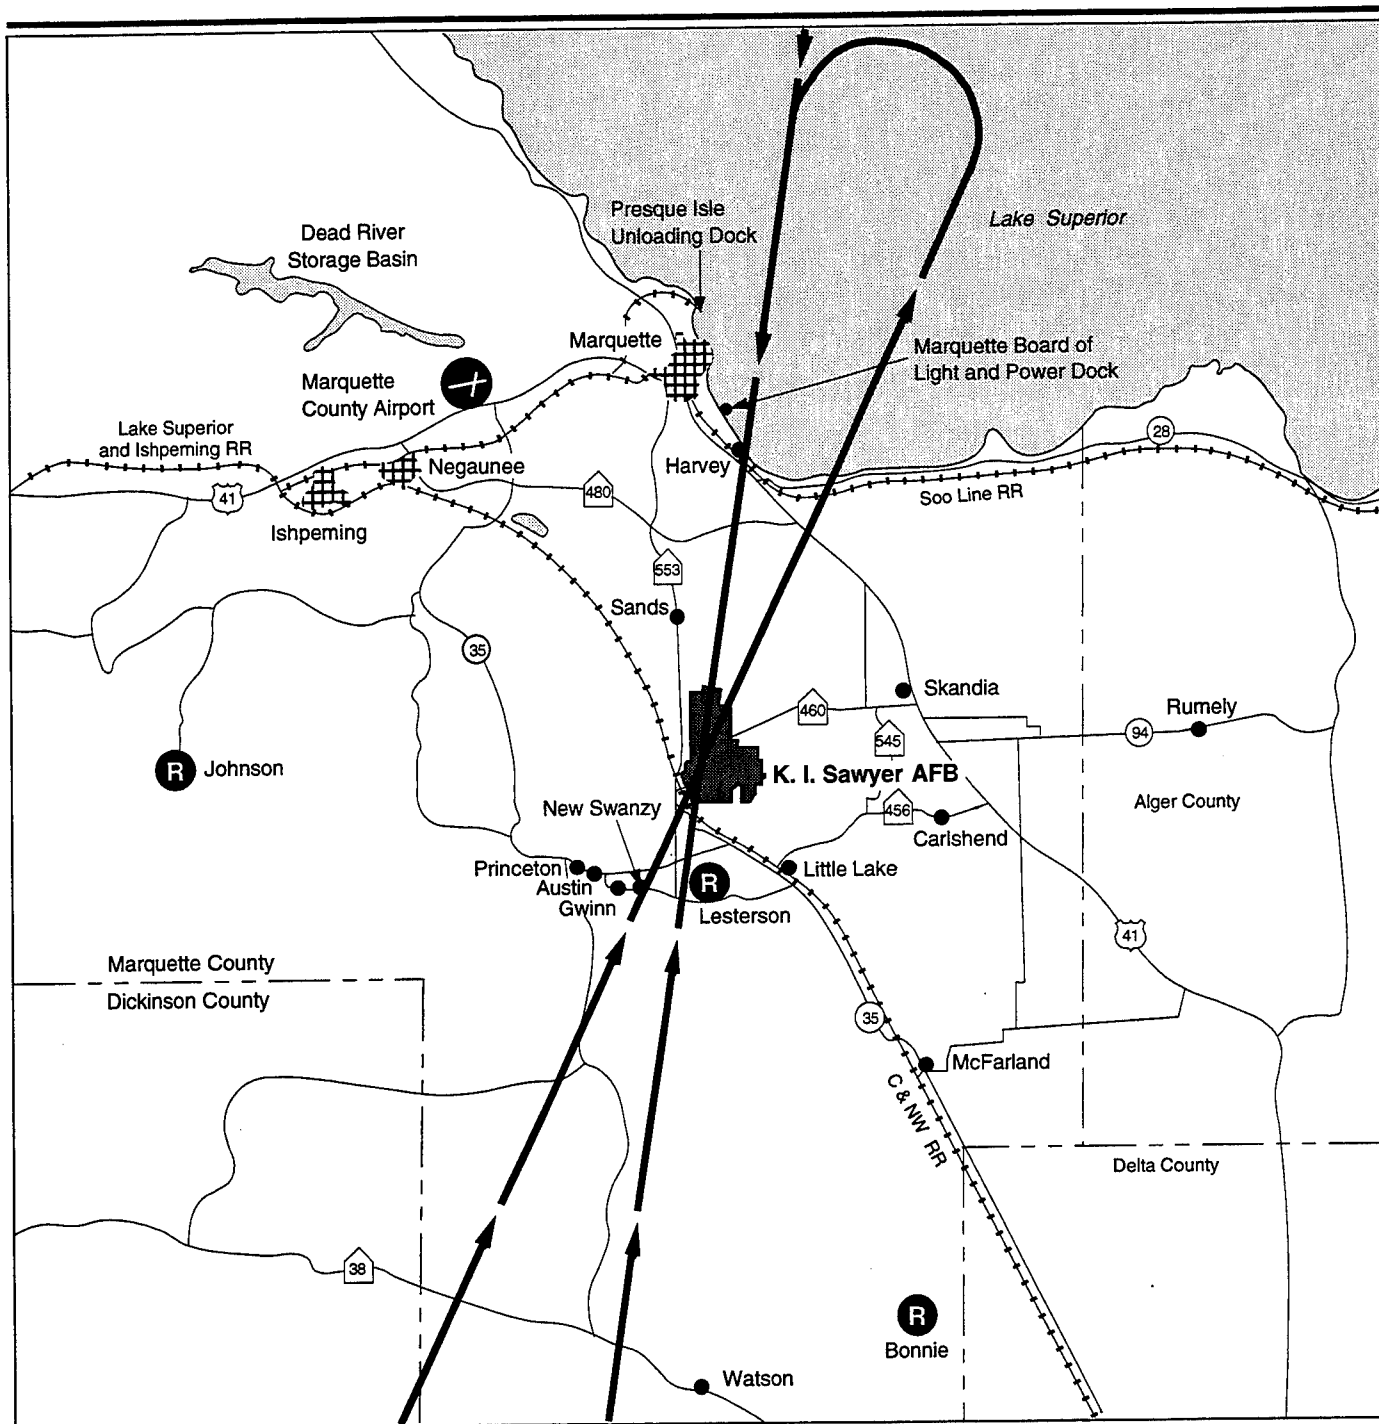 Presque Isle
Unloading Dock
Lake Superior
Dead River
Storage Basin
Marquette
Marquette Board of
Light and Power Dock
Marquette
County Airport
Lake Superior
and Ishpeming RR
28
Harvey
Negaunee
41
480
Soo Line RR
Ishpeming
553
Sands
35
Skandia
460
Rumely
545
94
R Johnson
K. I. Sawyer AFB
New Swanzy
456
Alger County
Carlshend
Princeton
Little Lake
Austin
R
Gwinn
Lesterson
41
Marquette County
Dickinson County
35
McFarland
C & NW RR
Delta County
38
R
Bonnie
Watson